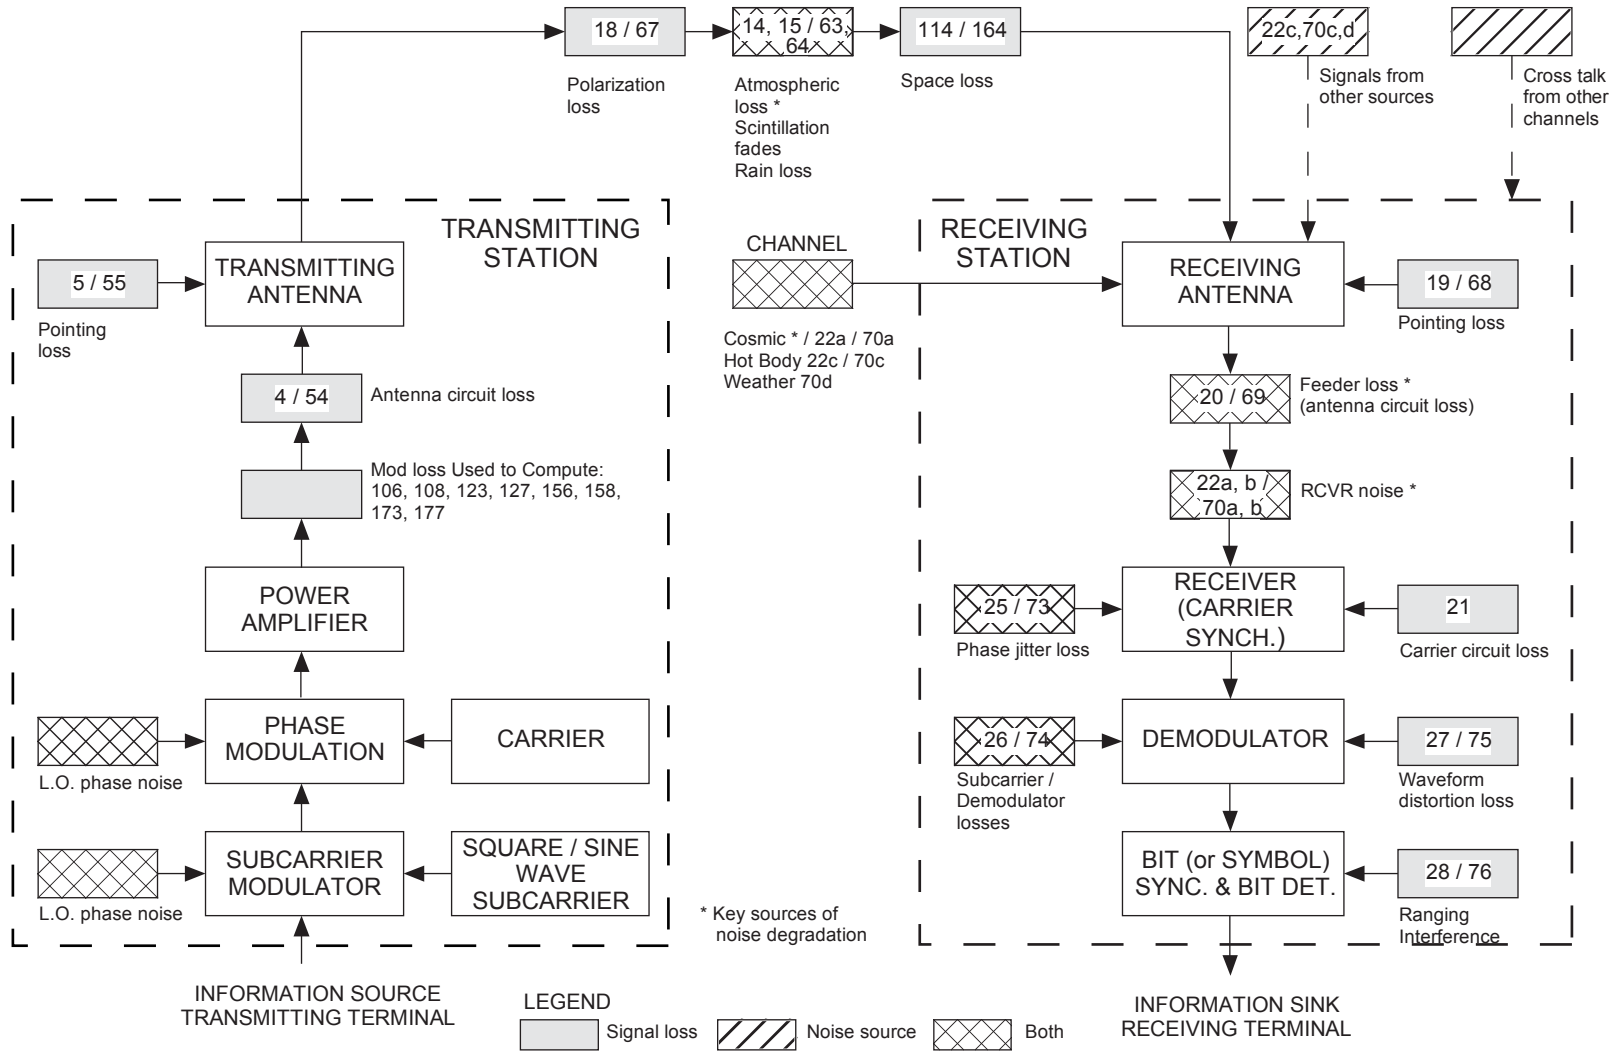 18 / 67
Polarization
loss
14, 15 / 63,
64
Atmospheric
loss *
Scintillation
fades
Rain loss
114 / 164
Space loss
22c,70c,d
Signals from
other sources
Cross talk
from other
channels
TRANSMITTING
STATION
5 / 55
Pointing
loss
TRANSMITTING
ANTENNA
4 / 54
Antenna circuit loss
Mod loss Used to Compute:
106, 108, 123, 127, 156, 158,
173, 177
POWER
AMPLIFIER
L.O. phase noise
PHASE
MODULATION
CARRIER
L.O. phase noise
SUBCARRIER
MODULATOR
SQUARE / SINE
WAVE
SUBCARRIER
INFORMATION SOURCE
TRANSMITTING TERMINAL
CHANNEL
Cosmic * / 22a / 70a
Hot Body 22c / 70c
Weather 70d
* Key sources of
noise degradation
RECEIVING
STATION
RECEIVING
ANTENNA
19 / 68
Pointing loss
20 / 69
Feeder loss *
(antenna circuit loss)
22a, b /
70a, b
RCVR noise *
25 / 73
Phase jitter loss
RECEIVER
(CARRIER
SYNCH.)
21
Carrier circuit loss
26 / 74
Subcarrier /
Demodulator
losses
DEMODULATOR
27 / 75
Waveform
distortion loss
BIT (or SYMBOL)
SYNC. & BIT DET.
28 / 76
Ranging
Interference
INFORMATION SINK
RECEIVING TERMINAL
LEGEND
Signal loss
Noise source
Both